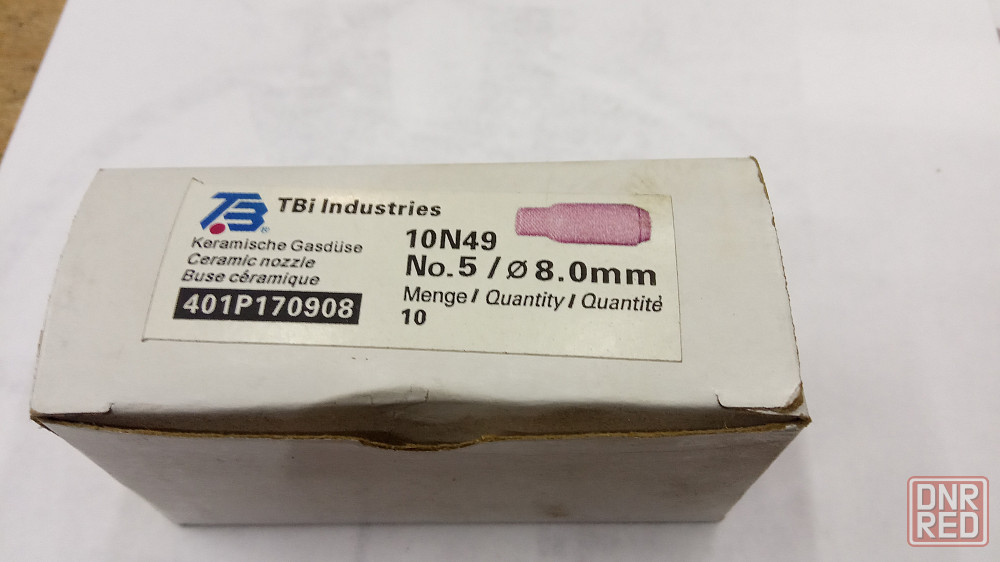 TBi
®
TBi Industries
Keramische Gasdüse
Ceramic nozzle
Buse céramique
401P170908
10N49
No.5 / Ø 8.0mm
Menge / Quantity / Quantité
10
DNR
RED